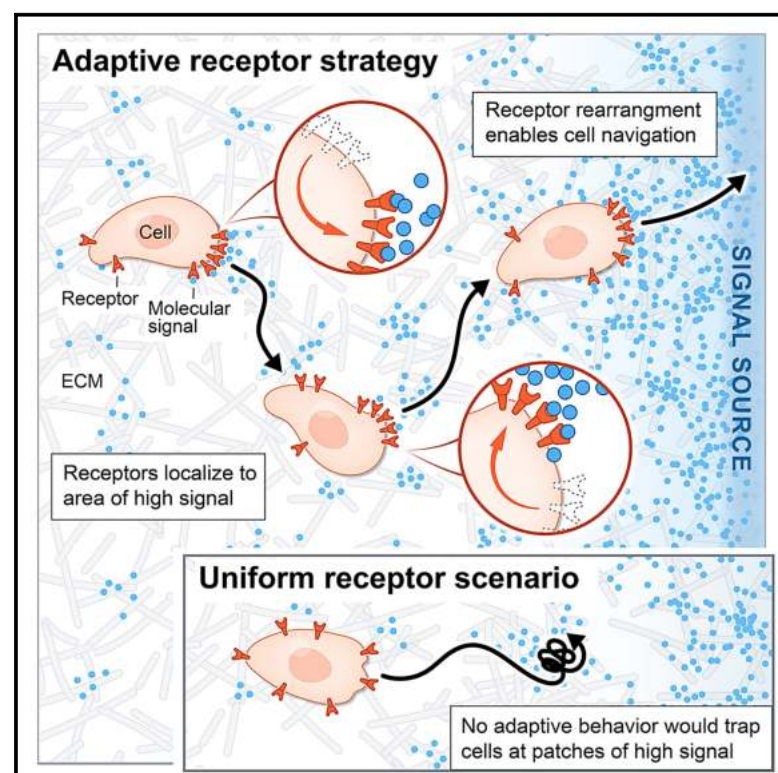 Adaptive receptor strategy
Receptor rearrangment
enables cell navigation
Cell
Receptor
Molecular
signal
ECM
SIGNAL SOURCE
Receptors localize to
area of high signal
Uniform receptor scenario
No adaptive behavior would trap
cells at patches of high signal